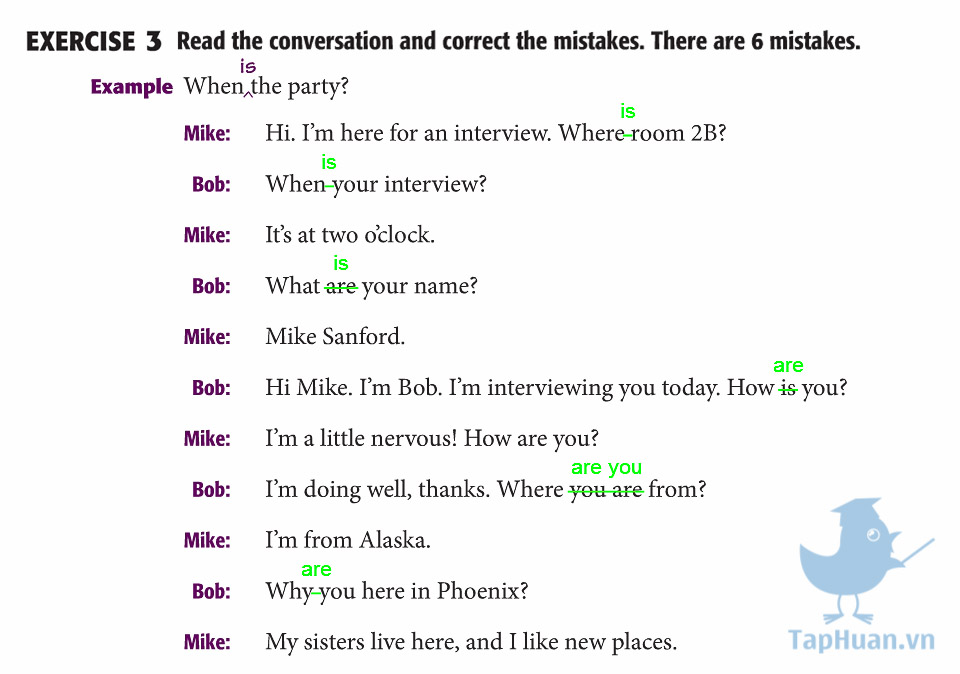 EXERCISE 3 Read the conversation and correct the mistakes. There are 6 mistakes.
is
Example When ^ the party?
is
Mike: Hi. I'm here for an interview. Where room 2B?
is
Bob: When your interview?
Mike: It's at two o'clock.
is
Bob: What are your name?
Mike: Mike Sanford.
are
Bob: Hi Mike. I'm Bob. I'm interviewing you today. How is you?
Mike: I'm a little nervous! How are you?
are you
Bob: I'm doing well, thanks. Where you are from?
Mike: I'm from Alaska.
are
Bob: Why you here in Phoenix?
Mike: My sisters live here, and I like new places.
TapHuan.vn